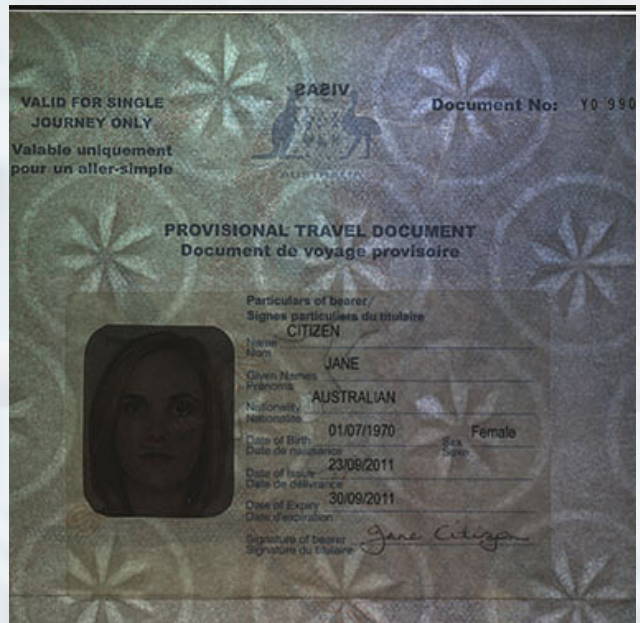 VISAS
VALID FOR SINGLE
JOURNEY ONLY
Valable uniquement
pour un aller-simple
Document No: YO 990
AUSTRALIA
PROVISIONAL TRAVEL DOCUMENT
Document de voyage provisoire
Particulars of bearer/
Signes particuliers du titulaire
CITIZEN
Name
Nom
JANE
Given Names
Prénoms
AUSTRALIAN
Nationality
Nationalité
01/07/1970
Date of Birth
Date de naissance
Female
Sex
Sexe
23/09/2011
Date of Issue
Date de délivrance
30/09/2011
Date of Expiry
Date d'expiration
Signature of bearer
Signature du titulaire
Jane Citizen